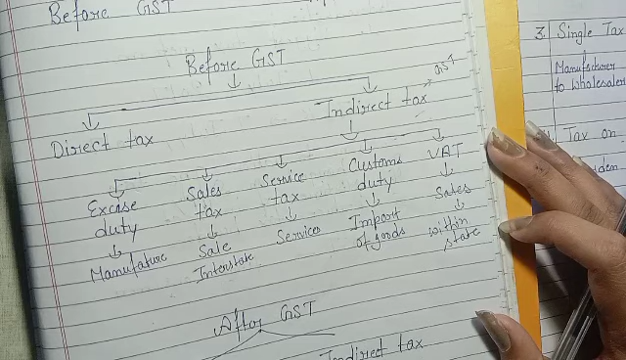 Before GST
Before GST
Direct tax
Indirect tax → GST
Excise duty
Manufature
Sales tax
Sale Interstate
Service tax
Services
Customs duty
Import of goods
VAT
Sales within state
After GST
Indirect tax
3. Single Tax
Manufacturer
to wholesaler
Tax on